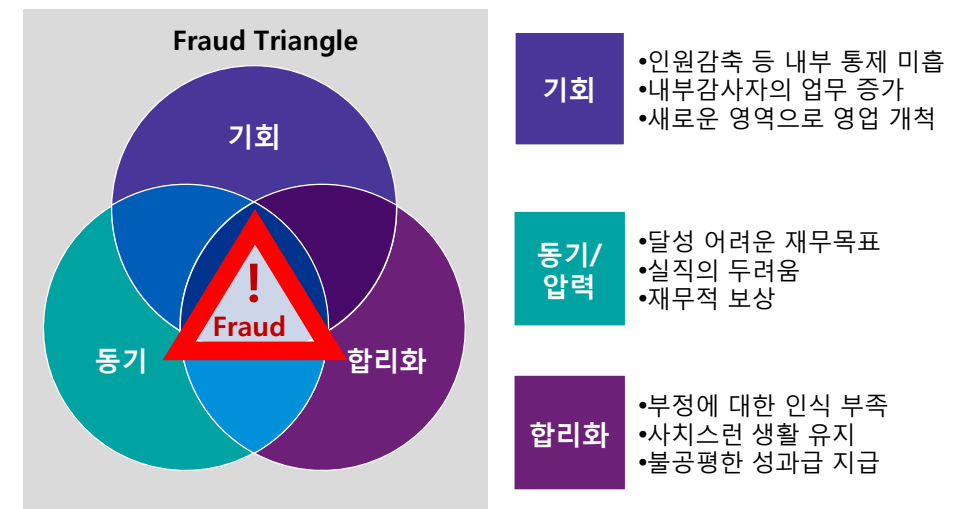 Fraud Triangle
기회
!
Fraud
동기
합리화
기회
•인원감축 등 내부 통제 미흡
•내부감사자의 업무 증가
•새로운 영역으로 영업 개척
동기/
압력
•달성 어려운 재무목표
•실직의 두려움
•재무적 보상
합리화
•부정에 대한 인식 부족
•사치스런 생활 유지
•불공평한 성과급 지급